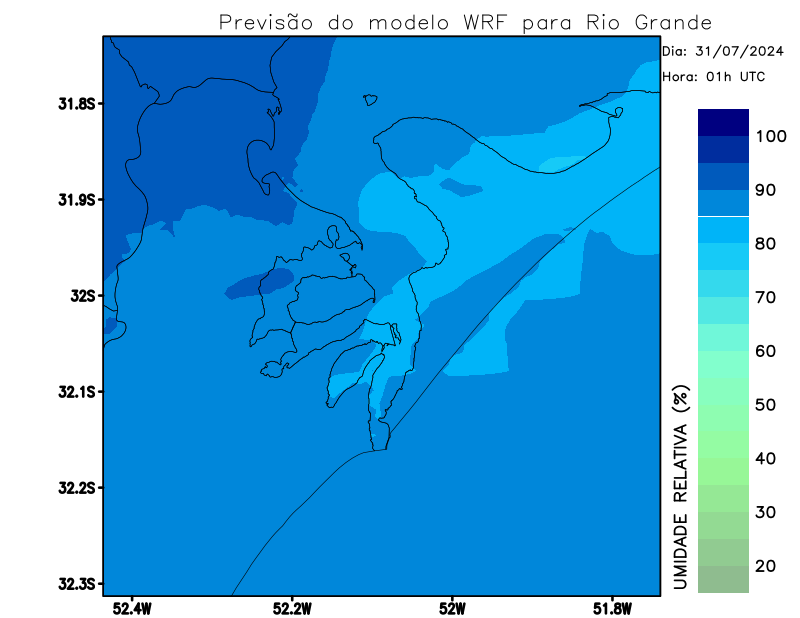 Previsão do modelo WRF para Rio Grande
Dia: 31/07/2024
Hora: 01h UTC
31.8S
31.9S
32S
32.1S
32.2S
32.3S
52.4W
52.2W
52W
51.8W
UMIDADE RELATIVA (%)
100
90
80
70
60
50
40
30
20